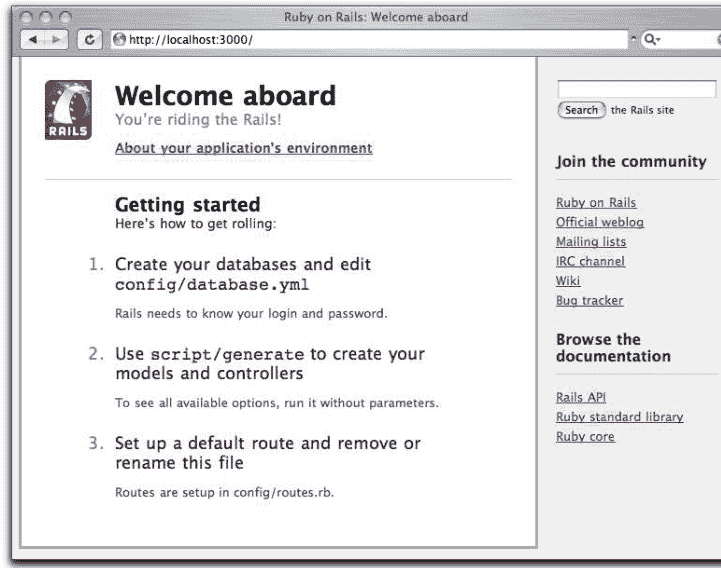 Ruby on Rails: Welcome aboard
http://localhost:3000/
RAILS
Welcome aboard
You're riding the Rails!
About your application's environment
Getting started
Here's how to get rolling:
1. Create your databases and edit
config/database.yml
Rails needs to know your login and password.
2. Use script/generate to create your
models and controllers
To see all available options, run it without parameters.
3. Set up a default route and remove or
rename this file
Routes are setup in config/routes.rb.
Search the Rails site
Join the community
Ruby on Rails
Official weblog
Mailing lists
IRC channel
Wiki
Bug tracker
Browse the
documentation
Rails API
Ruby standard library
Ruby core